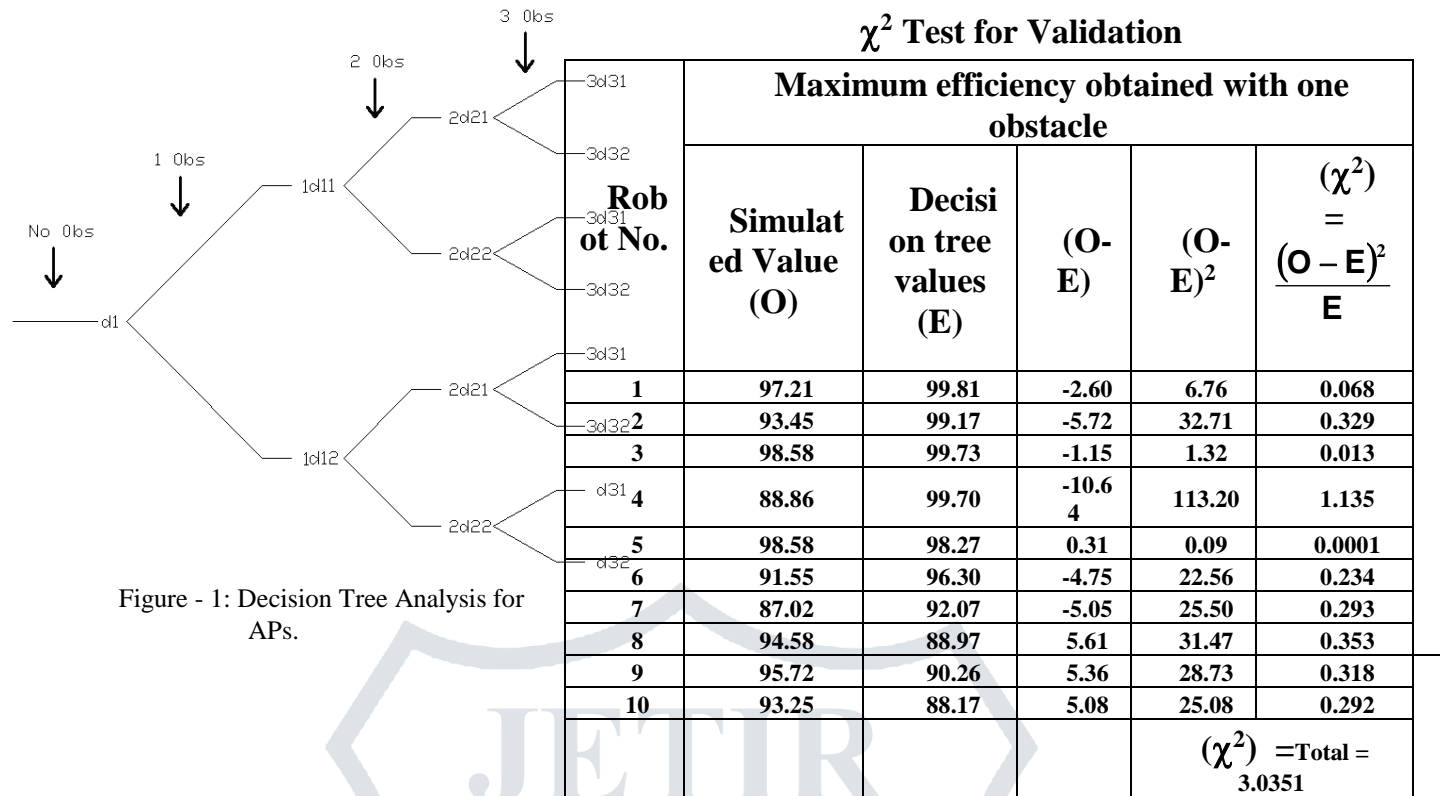 3 Obs
2 Obs
1 Obs
No Obs
d1
1d11
1d12
2d21
2d22
2d21
2d22
3d31
3d32
3d31
3d32
3d31
3d32
d31
d32
Figure - 1: Decision Tree Analysis for
APs.
χ² Test for Validation
Maximum efficiency obtained with one
obstacle
Rob
ot No.
Simulat
ed Value
(O)
Decisi
on tree
values
(E)
(O-
E)
(O-
E)²
(χ²)
=
(O – E)²
E
1 97.21 99.81 -2.60 6.76 0.068
2 93.45 99.17 -5.72 32.71 0.329
3 98.58 99.73 -1.15 1.32 0.013
4 88.86 99.70 -10.6
4 113.20 1.135
5 98.58 98.27 0.31 0.09 0.0001
6 91.55 96.30 -4.75 22.56 0.234
7 87.02 92.07 -5.05 25.50 0.293
8 94.58 88.97 5.61 31.47 0.353
9 95.72 90.26 5.36 28.73 0.318
10 93.25 88.17 5.08 25.08 0.292
(χ²) =Total =
3.0351
JETIR